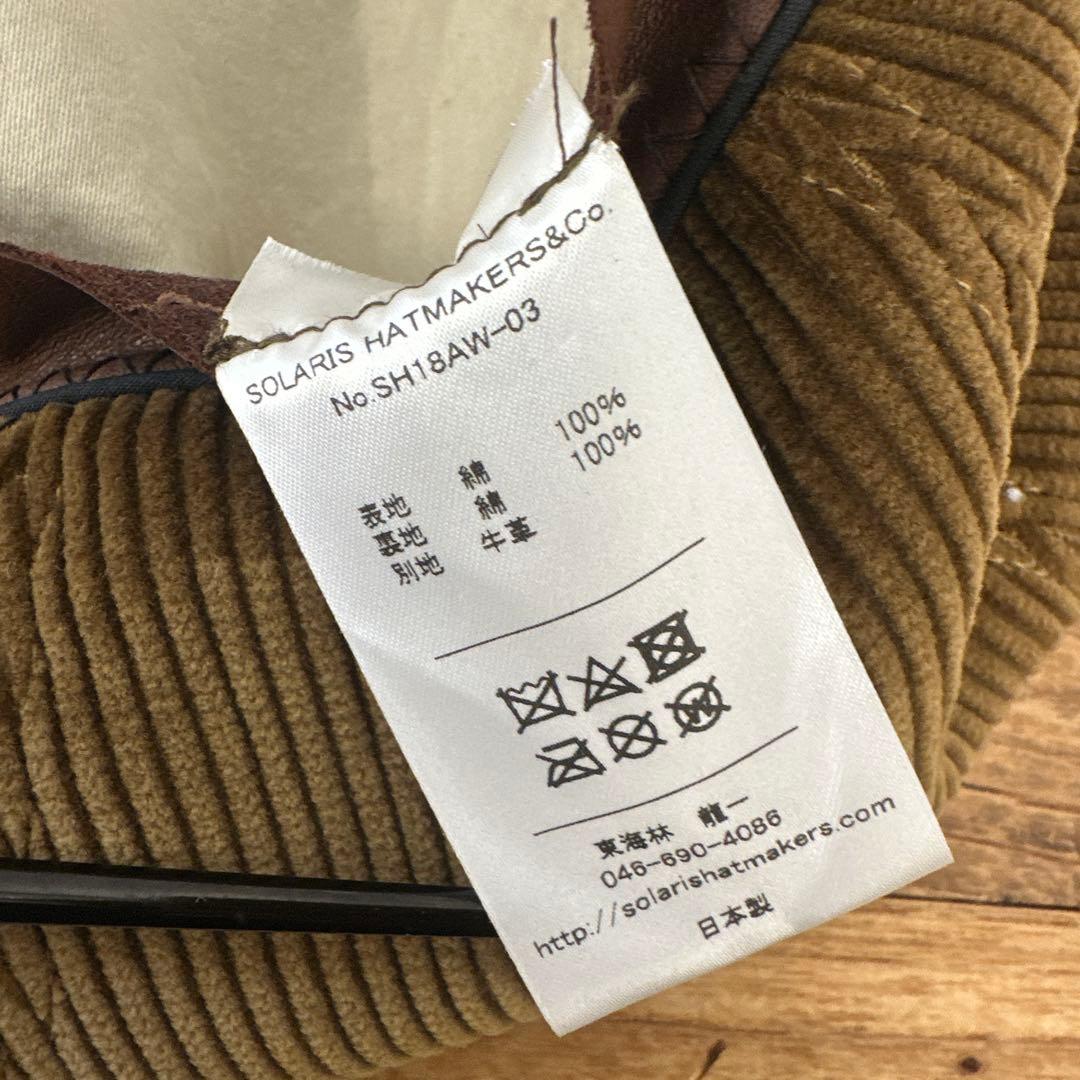 SOLARIS HATMAKERS&Co.
No.SH18AW-03
表地 綿 100%
裏地 綿 100%
別地 牛革
東海林 龍一
046-690-4086
http://solarishatmakers.com
日本製